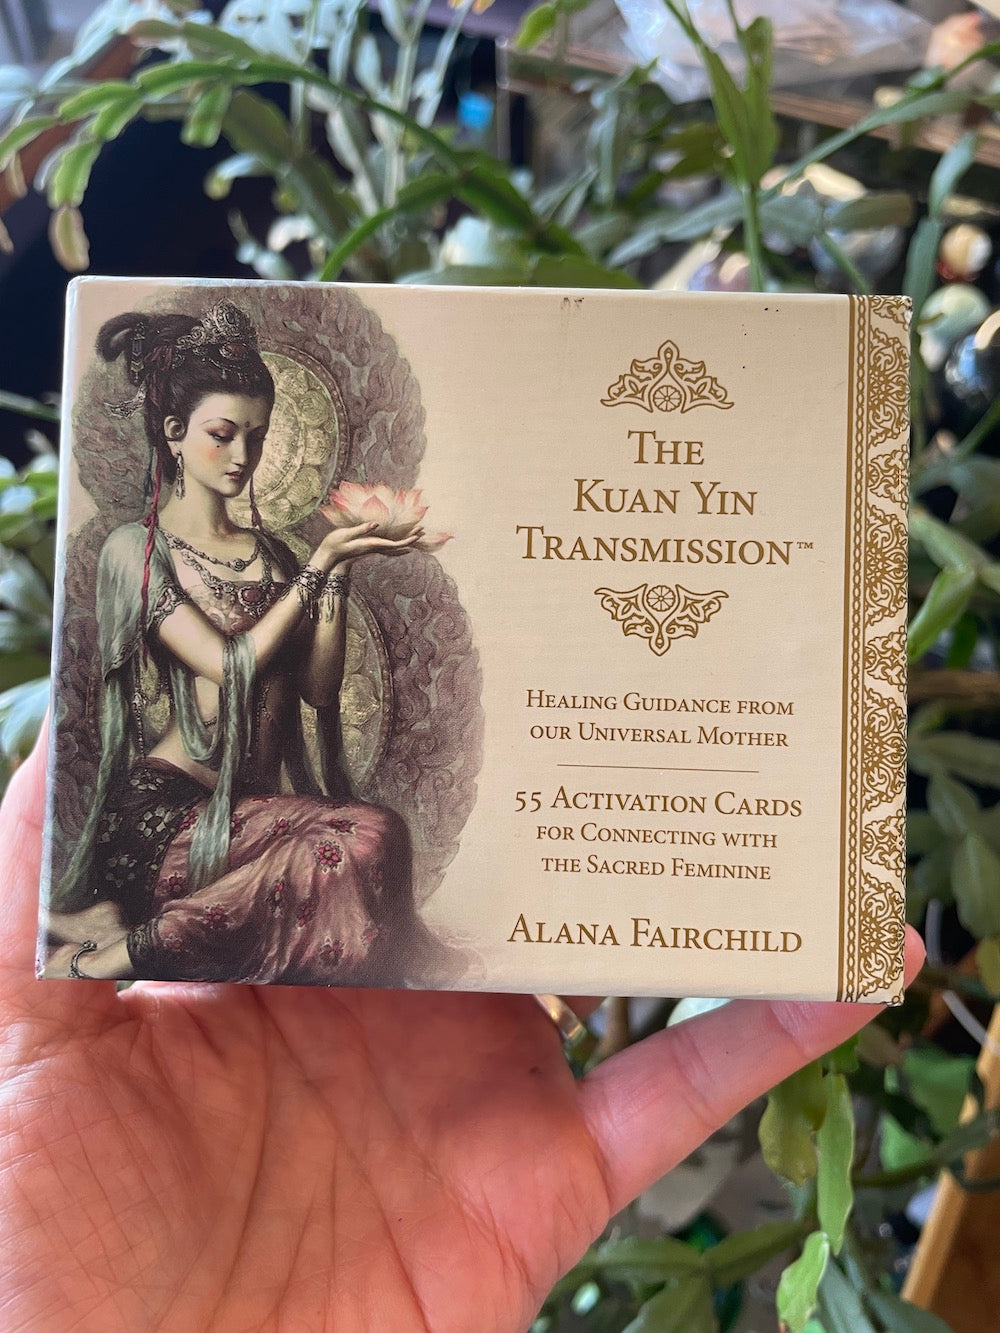 The
Kuan Yin
Transmission™
Healing Guidance from
our Universal Mother
55 Activation Cards
for Connecting with
the Sacred Feminine
Alana Fairchild